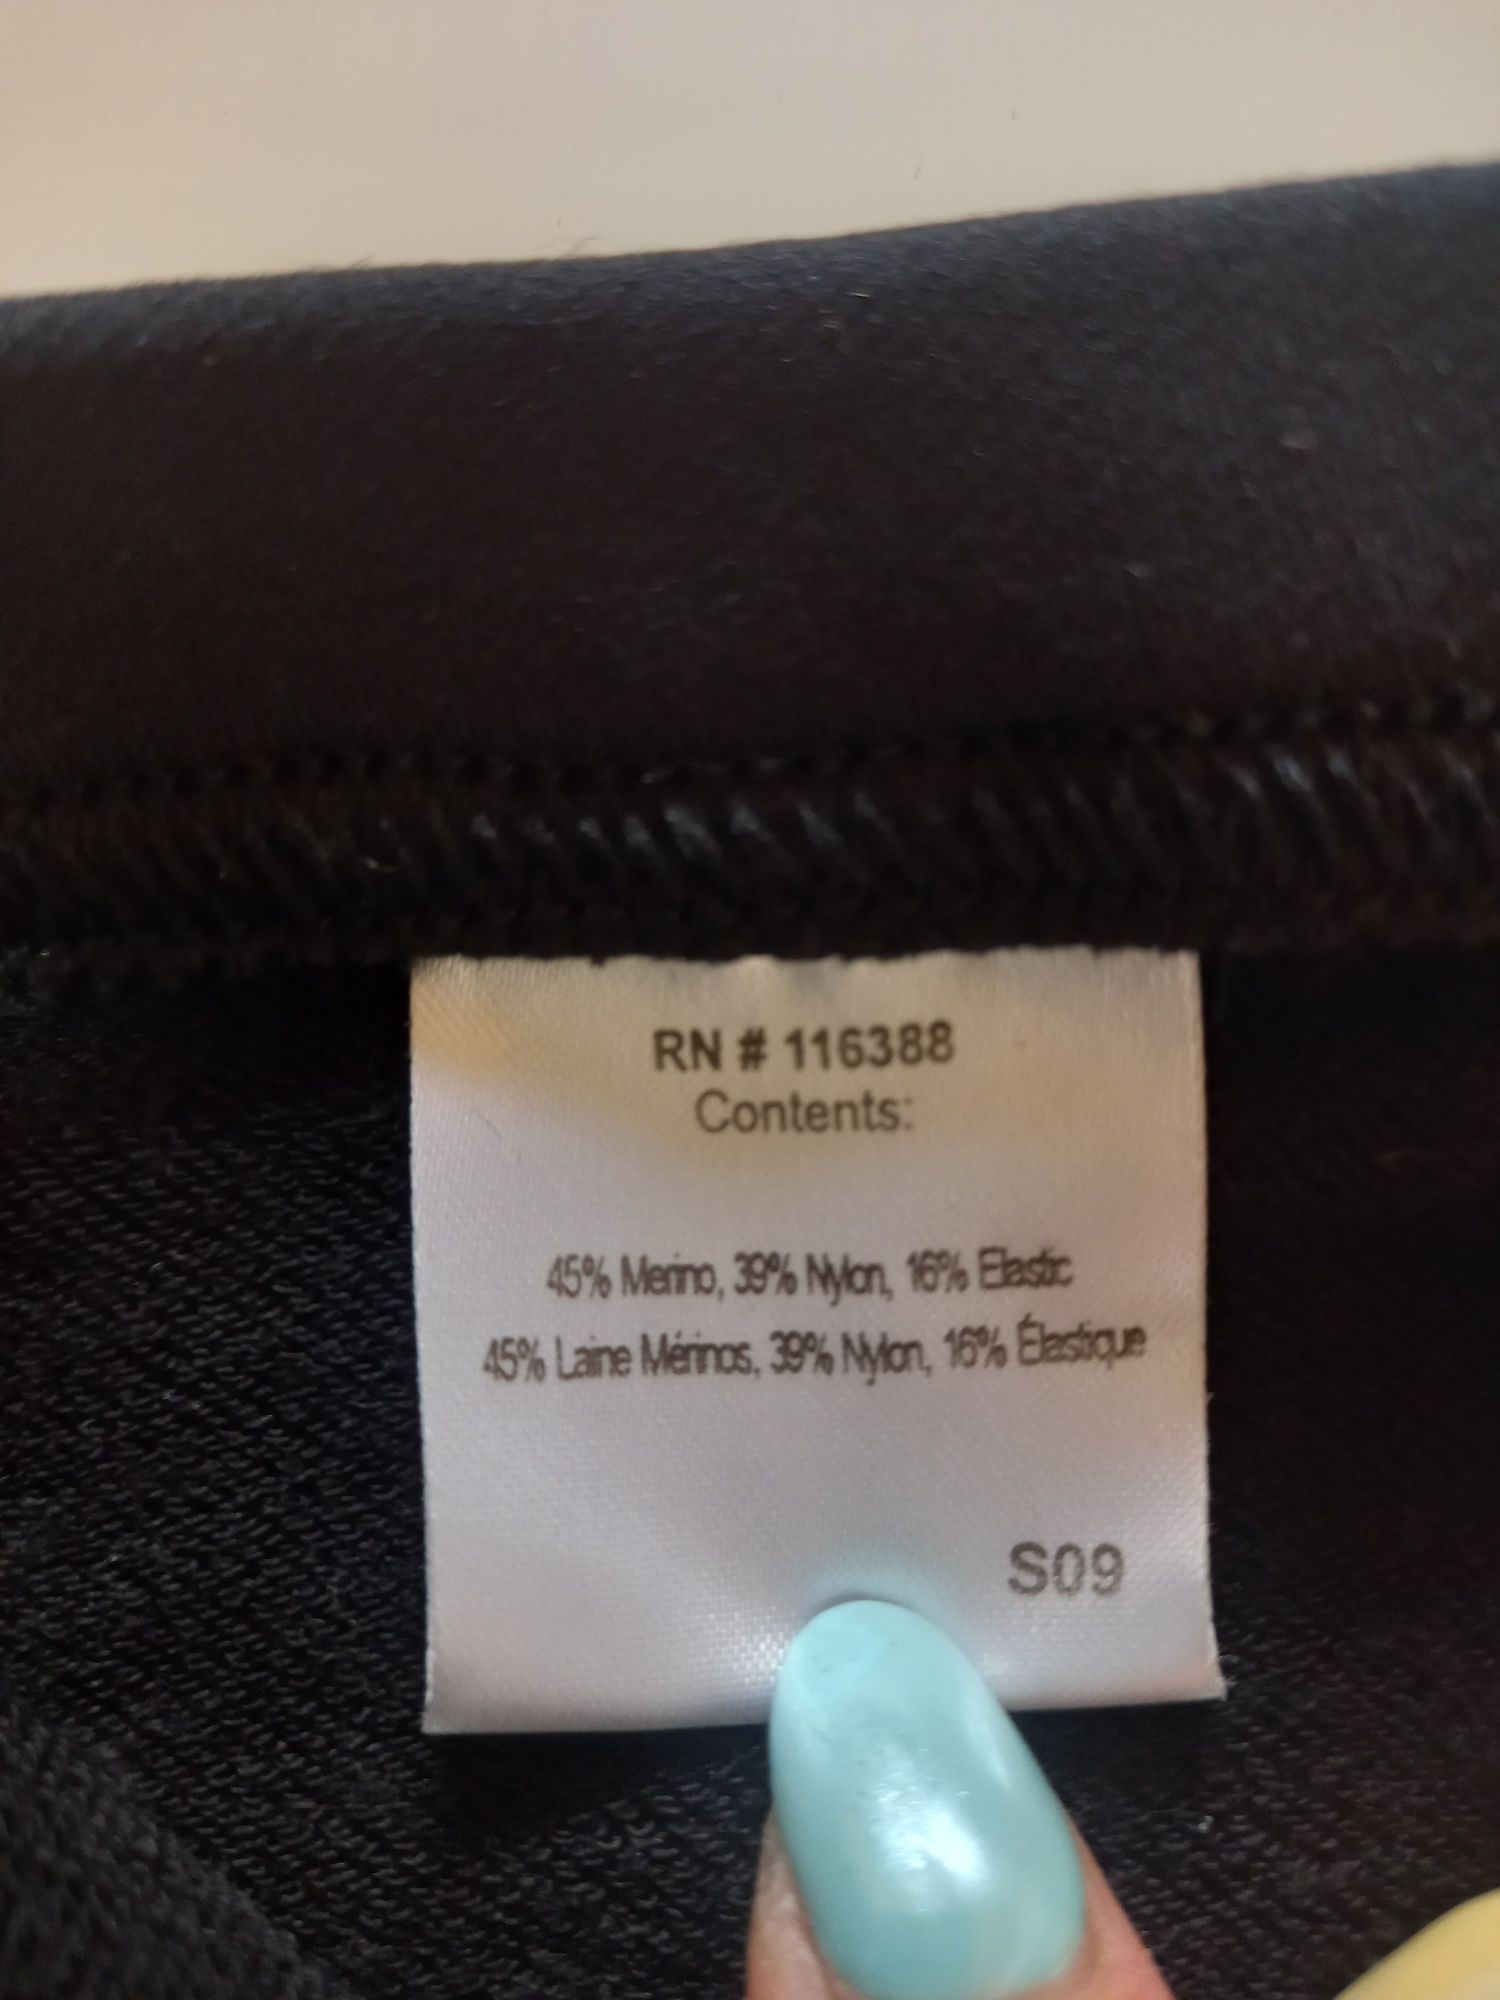 RN # 116388
Contents:
45% Merino, 39% Nylon, 16% Elastic
45% Laine Mérinos, 39% Nylon, 16% Élastique
S09